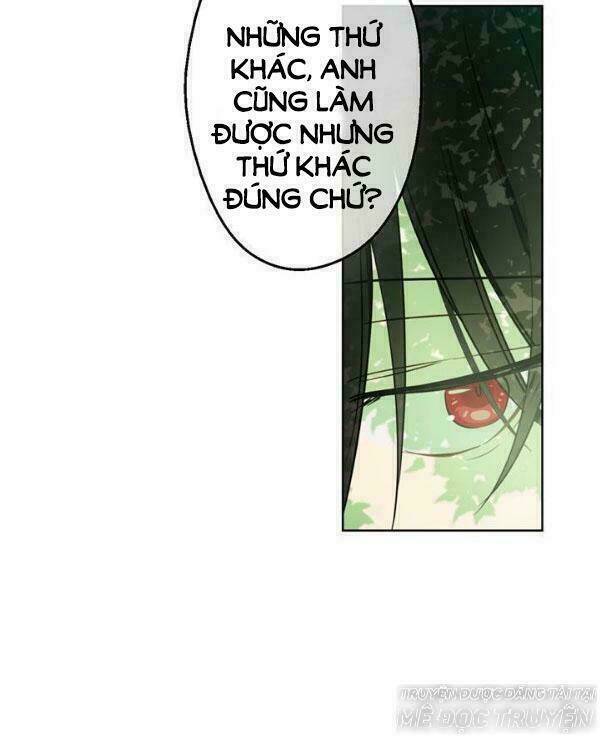 NHỮNG THỨ
KHÁC, ANH
CŨNG LÀM
ĐƯỢC NHƯNG
THỨ KHÁC
ĐÚNG CHỨ?
TRUYỆN ĐƯỢC ĐĂNG TẢI TẠI
MÊ ĐỌC TRUYỆN